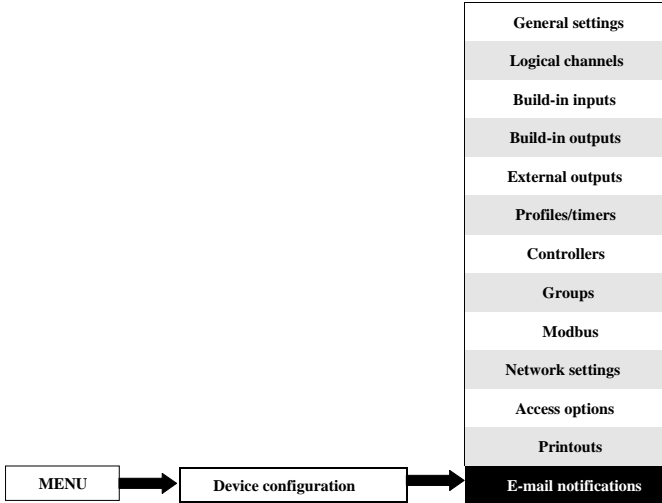 General settings
Logical channels
Build-in inputs
Build-in outputs
External outputs
Profiles/timers
Controllers
Groups
Modbus
Network settings
Access options
Printouts
MENU Device configuration E-mail notifications